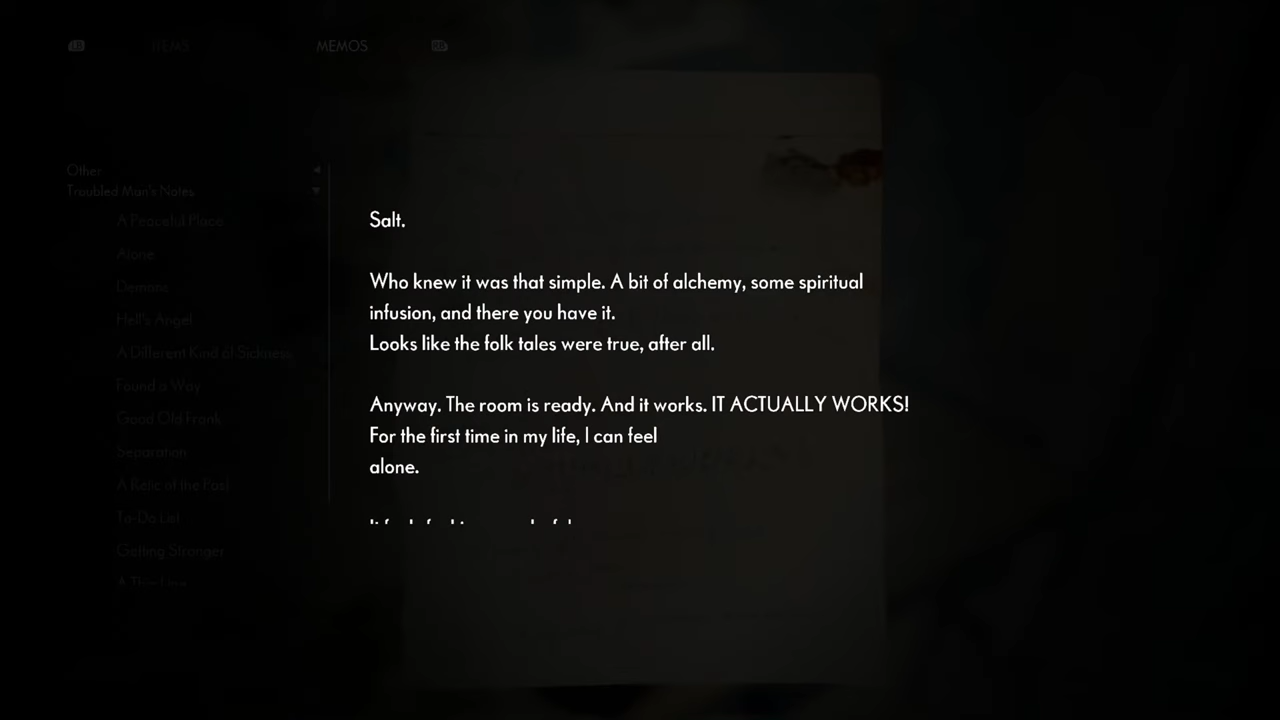 LB ITEMS MEMOS RB
Other
Troubled Man's Notes
A Peaceful Place
Alone
Demons
Hell's Angel
A Different Kind of Sickness
Found a Way
Good Old Frank
Separation
A Relic of the Past
To-Do List
Getting Stronger
Salt.
Who knew it was that simple. A bit of alchemy, some spiritual
infusion, and there you have it.
Looks like the folk tales were true, after all.
Anyway. The room is ready. And it works. IT ACTUALLY WORKS!
For the first time in my life, I can feel
alone.